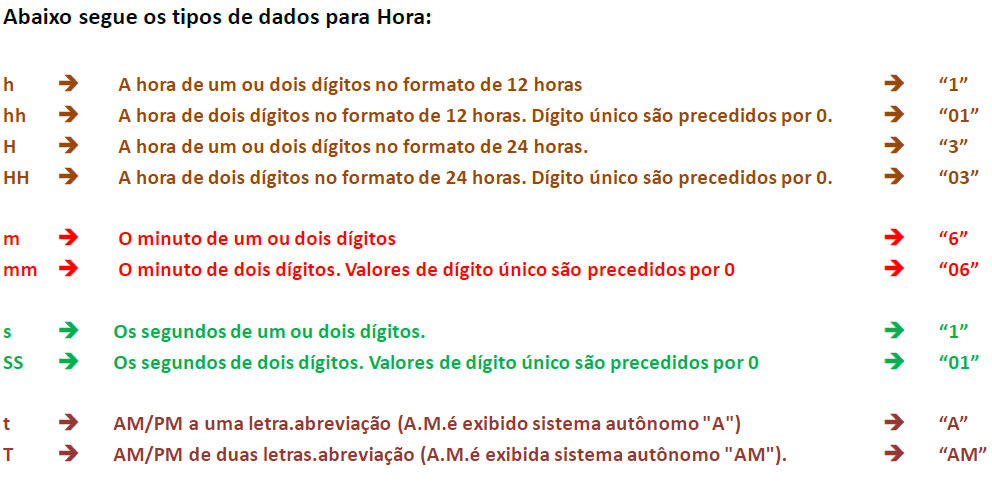 Abaixo segue os tipos de dados para Hora:
h ➔ A hora de um ou dois dígitos no formato de 12 horas ➔ “1”
hh ➔ A hora de dois dígitos no formato de 12 horas. Dígito único são precedidos por 0. ➔ “01”
H ➔ A hora de um ou dois dígitos no formato de 24 horas. ➔ “3”
HH ➔ A hora de dois dígitos no formato de 24 horas. Dígito único são precedidos por 0. ➔ “03”
m ➔ O minuto de um ou dois dígitos ➔ “6”
mm ➔ O minuto de dois dígitos. Valores de dígito único são precedidos por 0 ➔ “06”
s ➔ Os segundos de um ou dois dígitos. ➔ “1”
SS ➔ Os segundos de dois dígitos. Valores de dígito único são precedidos por 0 ➔ “01”
t ➔ AM/PM a uma letra.abreviação (A.M.é exibido sistema autônomo "A") ➔ “A”
T ➔ AM/PM de duas letras.abreviação (A.M.é exibida sistema autônomo "AM"). ➔ “AM”